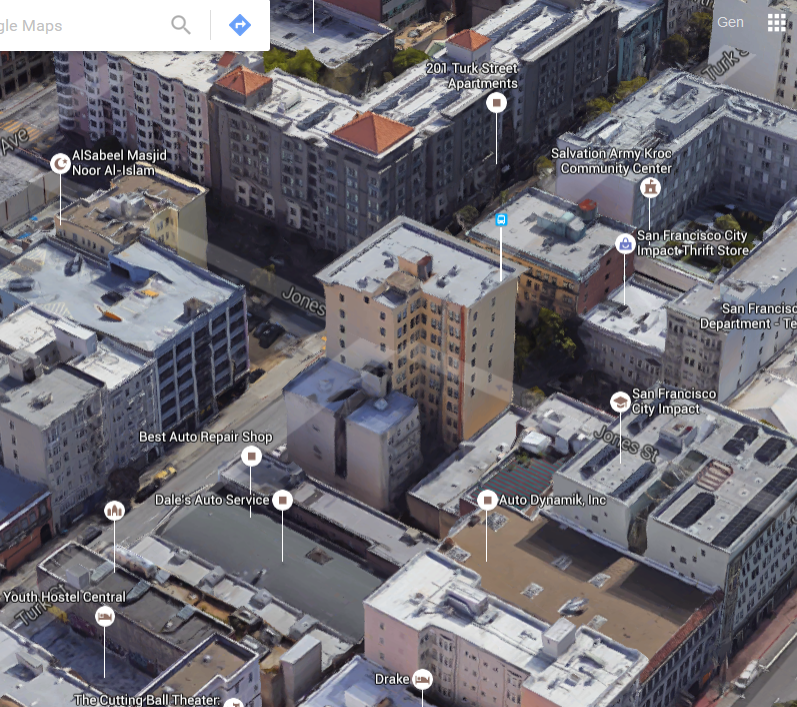 gle Maps
Gen
Turk S
201 Turk Street
Apartments
Ave
AlSabeel Masjid
Noor Al-Islam
Salvation Army Kroc
Community Center
San Francisco City
Impact Thrift Store
Jones
San Francisc
Department - Te
San Francisco
City Impact
Jones St
Best Auto Repair Shop
Dale's Auto Service
Auto Dynamik, Inc
Youth Hostel Central
Turk
Drake
The Cutting Ball Theater: